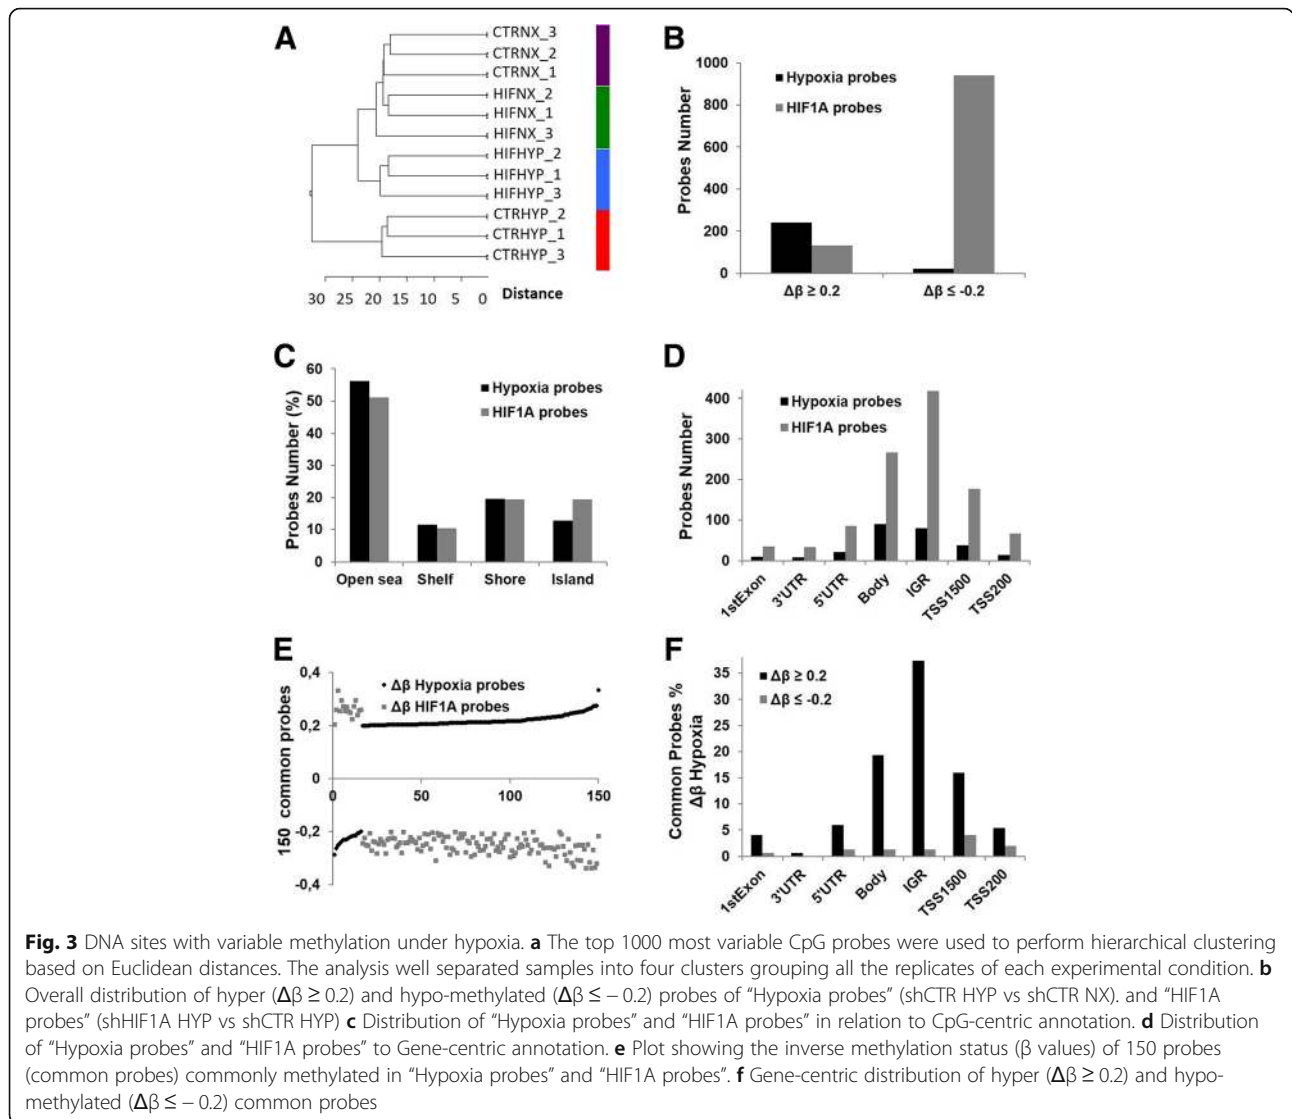 A
CTRNX_3
CTRNX_2
CTRNX_1
HIFNX_2
HIFNX_1
HIFNX_3
HIFHYP_2
HIFHYP_1
HIFHYP_3
CTRHYP_2
CTRHYP_1
CTRHYP_3
30 25 20 15 10 5 0 Distance
B
Probes Number
1000
800
600
400
200
0
Hypoxia probes
HIF1A probes
Δβ ≥ 0.2 Δβ ≤ -0.2
C
Probes Number (%)
60
50
40
30
20
10
0
Hypoxia probes
HIF1A probes
Open sea Shelf Shore Island
D
Probes Number
400
300
200
100
0
Hypoxia probes
HIF1A probes
1stExon 3'UTR 5'UTR Body IGR TSS1500 TSS200
E
150 common probes
0,4
0,2
0
-0,2
-0,4
Δβ Hypoxia probes
Δβ HIF1A probes
0 50 100 150
F
Common Probes %
Δβ Hypoxia
35
30
25
20
15
10
5
0
Δβ ≥ 0.2
Δβ ≤ -0.2
1stExon 3'UTR 5'UTR Body IGR TSS1500 TSS200
Fig. 3 DNA sites with variable methylation under hypoxia. a The top 1000 most variable CpG probes were used to perform hierarchical clustering
based on Euclidean distances. The analysis well separated samples into four clusters grouping all the replicates of each experimental condition. b
Overall distribution of hyper (Δβ ≥ 0.2) and hypo-methylated (Δβ ≤ − 0.2) probes of “Hypoxia probes” (shCTR HYP vs shCTR NX). and “HIF1A
probes” (shHIF1A HYP vs shCTR HYP) c Distribution of “Hypoxia probes” and “HIF1A probes” in relation to CpG-centric annotation. d Distribution
of “Hypoxia probes” and “HIF1A probes” to Gene-centric annotation. e Plot showing the inverse methylation status (β values) of 150 probes
(common probes) commonly methylated in “Hypoxia probes” and “HIF1A probes”. f Gene-centric distribution of hyper (Δβ ≥ 0.2) and hypo-
methylated (Δβ ≤ − 0.2) common probes